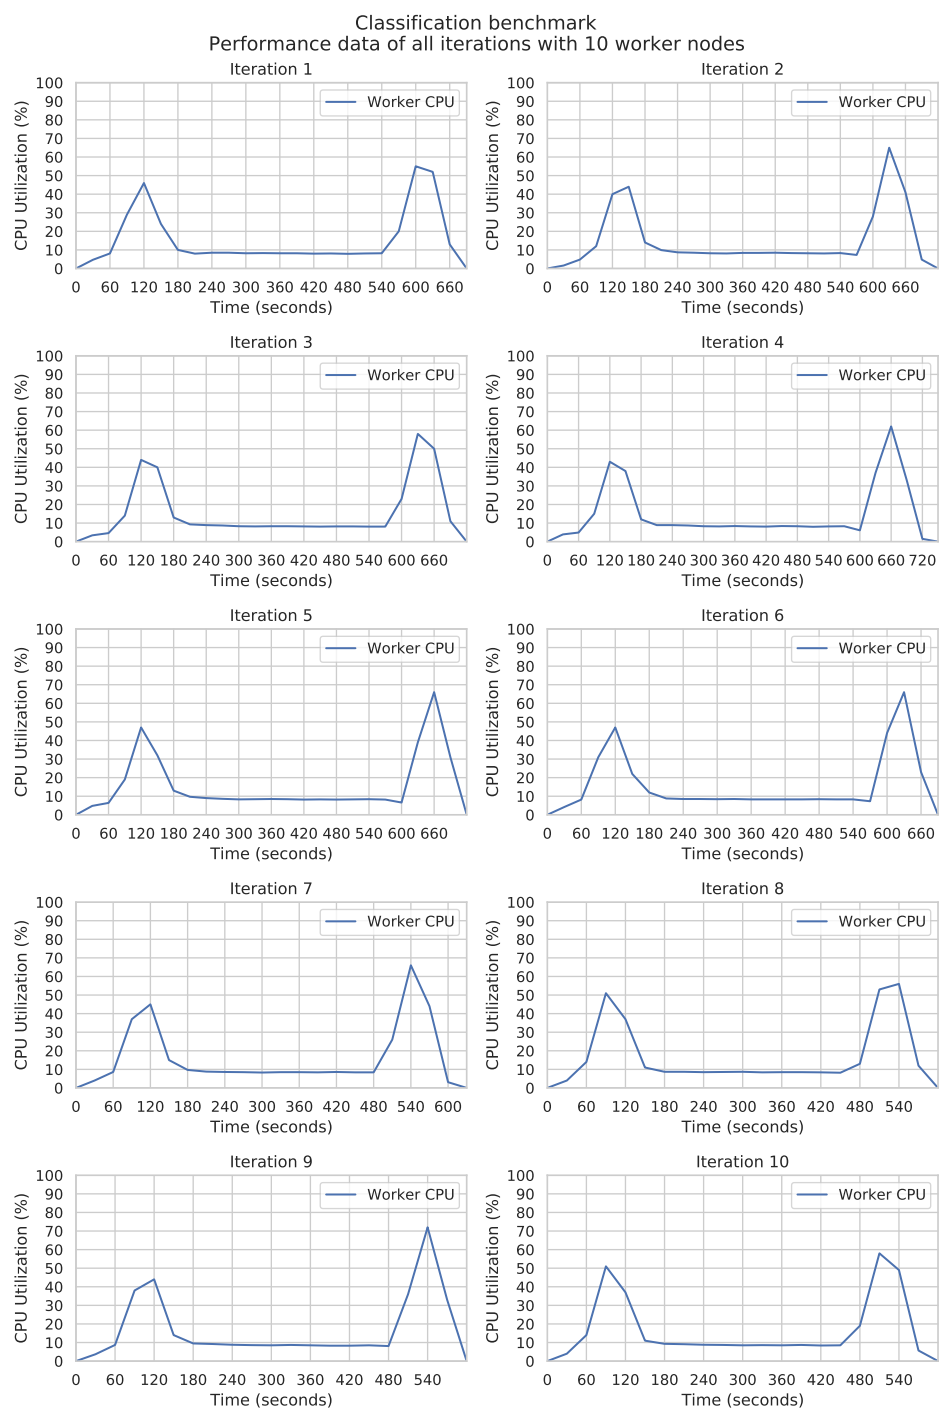 Classification benchmark
Performance data of all iterations with 10 worker nodes
Iteration 1
CPU Utilization (%)
100
90
80
70
60
50
40
30
20
10
0
Worker CPU
0 60 120 180 240 300 360 420 480 540 600 660
Time (seconds)
Iteration 2
CPU Utilization (%)
100
90
80
70
60
50
40
30
20
10
0
Worker CPU
0 60 120 180 240 300 360 420 480 540 600 660
Time (seconds)
Iteration 3
CPU Utilization (%)
100
90
80
70
60
50
40
30
20
10
0
Worker CPU
0 60 120 180 240 300 360 420 480 540 600 660
Time (seconds)
Iteration 4
CPU Utilization (%)
100
90
80
70
60
50
40
30
20
10
0
Worker CPU
0 60 120 180 240 300 360 420 480 540 600 660 720
Time (seconds)
Iteration 5
CPU Utilization (%)
100
90
80
70
60
50
40
30
20
10
0
Worker CPU
0 60 120 180 240 300 360 420 480 540 600 660
Time (seconds)
Iteration 6
CPU Utilization (%)
100
90
80
70
60
50
40
30
20
10
0
Worker CPU
0 60 120 180 240 300 360 420 480 540 600 660
Time (seconds)
Iteration 7
CPU Utilization (%)
100
90
80
70
60
50
40
30
20
10
0
Worker CPU
0 60 120 180 240 300 360 420 480 540 600
Time (seconds)
Iteration 8
CPU Utilization (%)
100
90
80
70
60
50
40
30
20
10
0
Worker CPU
0 60 120 180 240 300 360 420 480 540
Time (seconds)
Iteration 9
CPU Utilization (%)
100
90
80
70
60
50
40
30
20
10
0
Worker CPU
0 60 120 180 240 300 360 420 480 540
Time (seconds)
Iteration 10
CPU Utilization (%)
100
90
80
70
60
50
40
30
20
10
0
Worker CPU
0 60 120 180 240 300 360 420 480 540
Time (seconds)